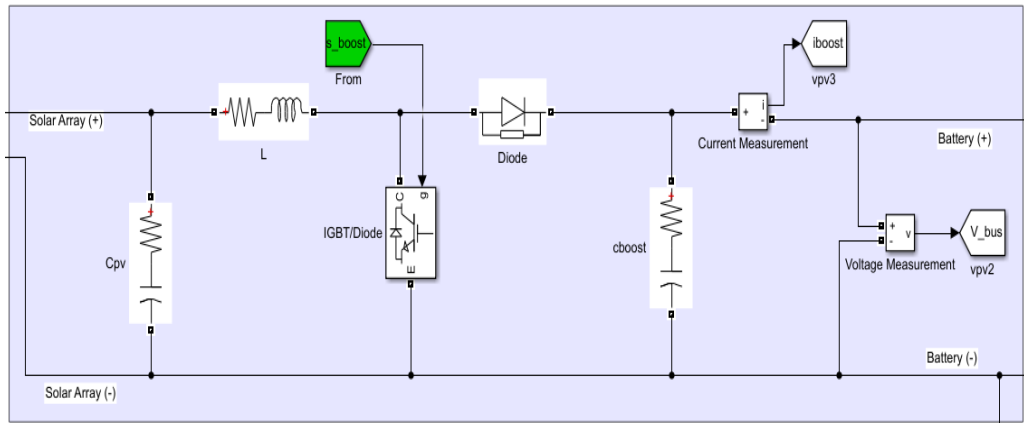 s_boost
From
iboost
vpv3
Solar Array (+)
+
L
Diode
+
i
-
Current Measurement
Battery (+)
C
g
IGBT/Diode
E
+
Cpv
+
cboost
+
-
v
Voltage Measurement
V_bus
vpv2
Battery (-)
Solar Array (-)